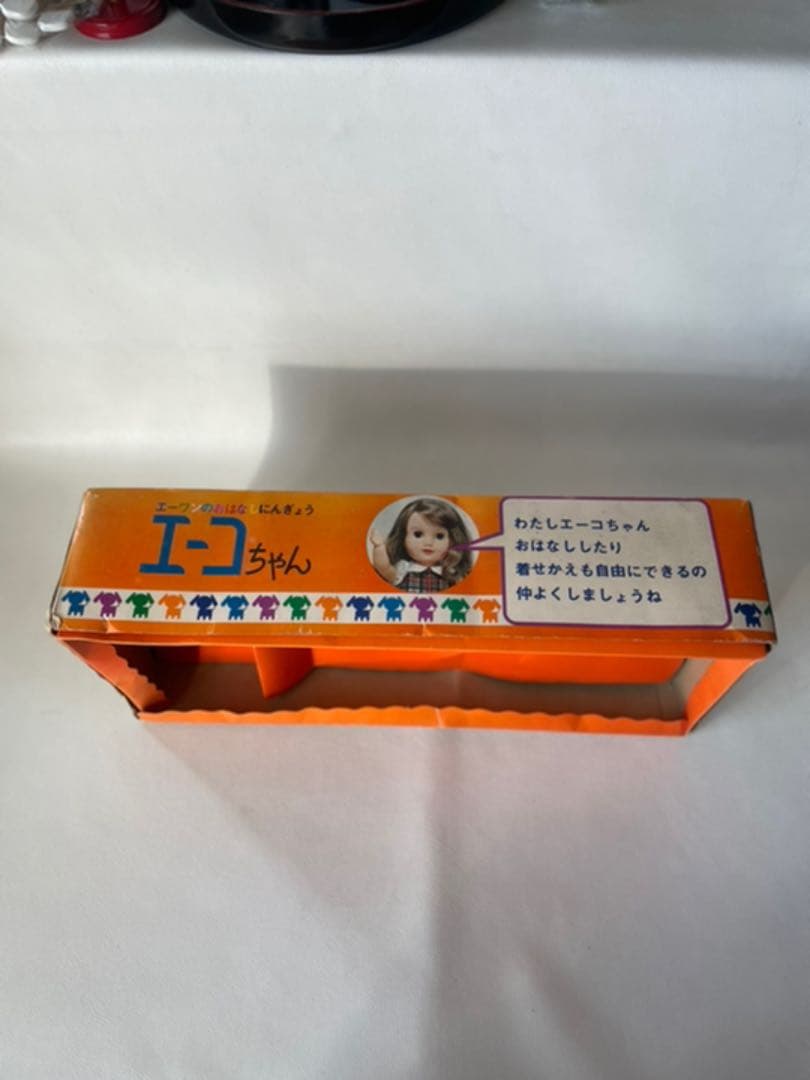 エーワンのおはなしにんぎょう
エーコちゃん
わたしエーコちゃん
おはなししたり
着せかえも自由にできるの
仲よくしましょうね